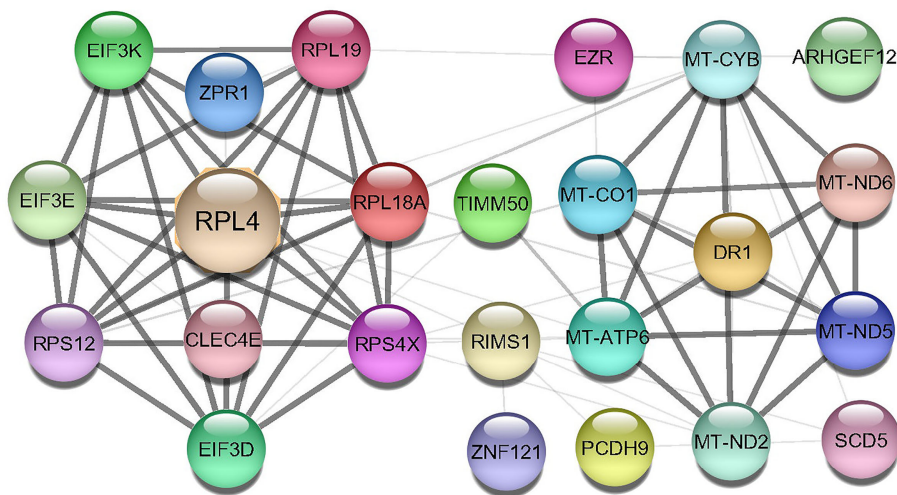 EIF3K
RPL19
EZR
MT-CYB
ARHGEF12
ZPR1
EIF3E
RPL4
RPL18A
TIMM50
MT-CO1
MT-ND6
DR1
RPS12
CLEC4E
RPS4X
RIMS1
MT-ATP6
MT-ND5
EIF3D
ZNF121
PCDH9
MT-ND2
SCD5